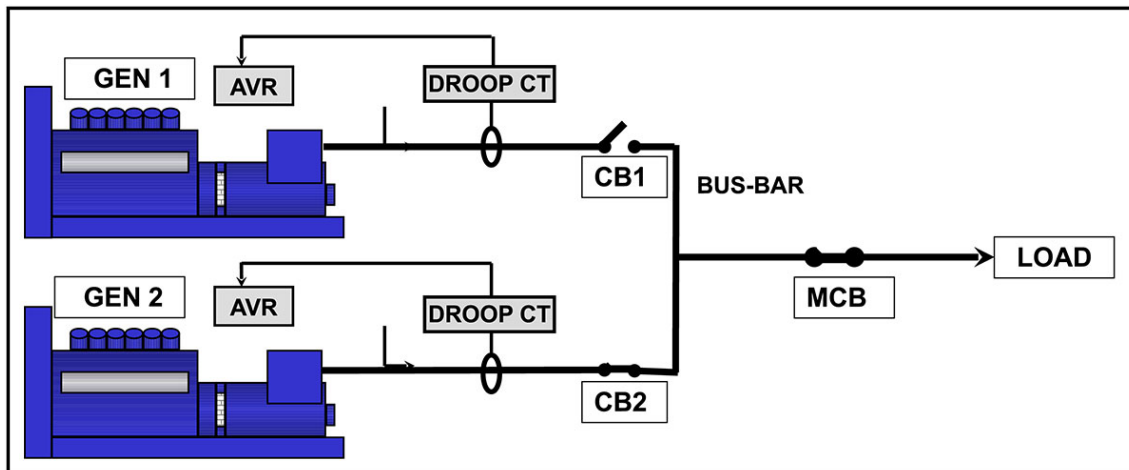 GEN 1
AVR
DROOP CT
CB1
BUS-BAR
LOAD
MCB
GEN 2
AVR
DROOP CT
CB2